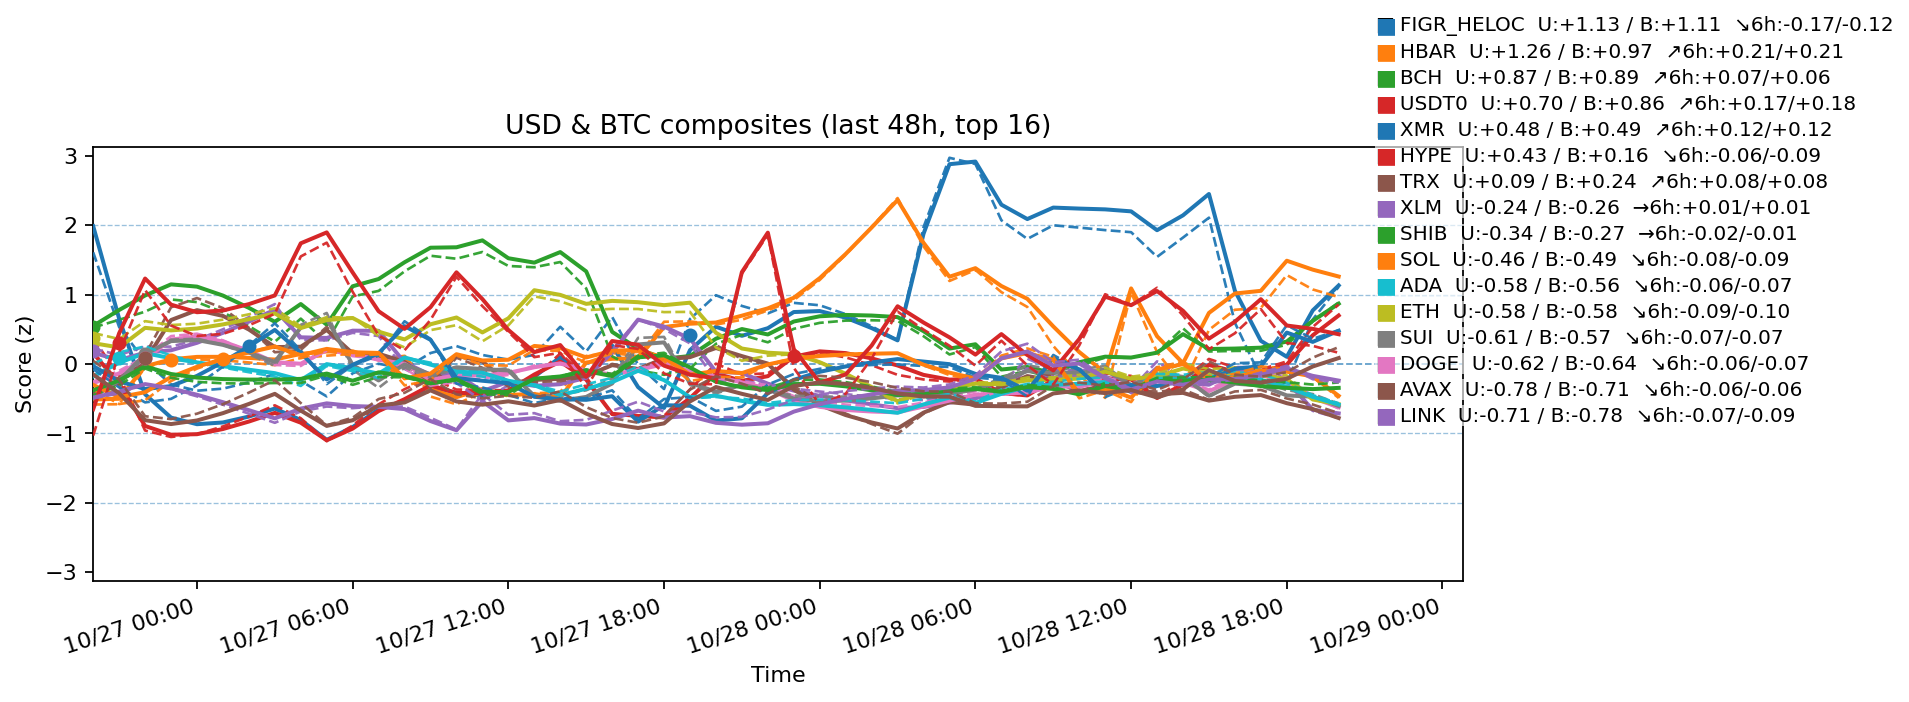 FIGR_HELOC U:+1.13 / B:+1.11 ↘6h:-0.17/-0.12
HBAR U:+1.26 / B:+0.97 ↗6h:+0.21/+0.21
BCH U:+0.87 / B:+0.89 ↗6h:+0.07/+0.06
USDT0 U:+0.70 / B:+0.86 ↗6h:+0.17/+0.18
XMR U:+0.48 / B:+0.49 ↗6h:+0.12/+0.12
HYPE U:+0.43 / B:+0.16 ↘6h:-0.06/-0.09
TRX U:+0.09 / B:+0.24 ↗6h:+0.08/+0.08
XLM U:-0.24 / B:-0.26 →6h:+0.01/+0.01
SHIB U:-0.34 / B:-0.27 →6h:-0.02/-0.01
SOL U:-0.46 / B:-0.49 ↘6h:-0.08/-0.09
ADA U:-0.58 / B:-0.56 ↘6h:-0.06/-0.07
ETH U:-0.58 / B:-0.58 ↘6h:-0.09/-0.10
SUI U:-0.61 / B:-0.57 ↘6h:-0.07/-0.07
DOGE U:-0.62 / B:-0.64 ↘6h:-0.06/-0.07
AVAX U:-0.78 / B:-0.71 ↘6h:-0.06/-0.06
LINK U:-0.71 / B:-0.78 ↘6h:-0.07/-0.09
USD & BTC composites (last 48h, top 16)
Score (z)
3
2
1
0
−1
−2
−3
10/27 00:00
10/27 06:00
10/27 12:00
10/27 18:00
10/28 00:00
10/28 06:00
10/28 12:00
10/28 18:00
10/29 00:00
Time